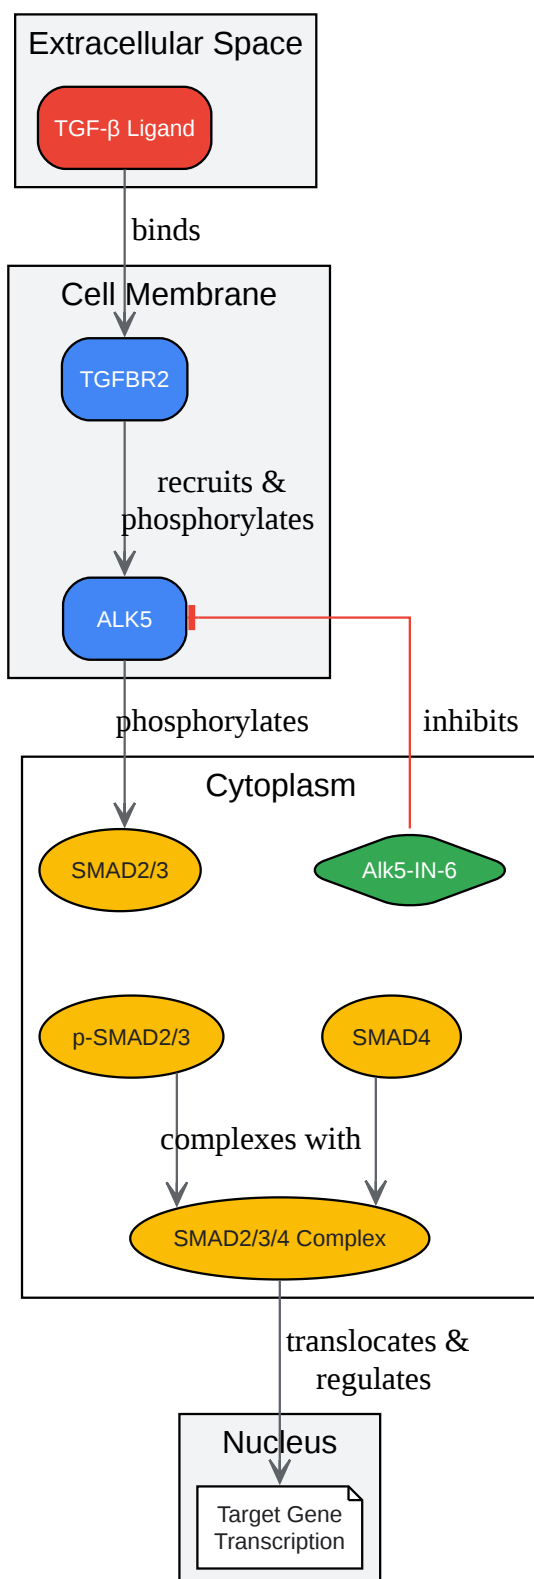 Extracellular Space
TGF-β Ligand
binds
Cell Membrane
TGFBR2
recruits &
phosphorylates
ALK5
phosphorylates
inhibits
Cytoplasm
SMAD2/3
Alk5-IN-6
p-SMAD2/3
SMAD4
complexes with
SMAD2/3/4 Complex
translocates &
regulates
Nucleus
Target Gene
Transcription